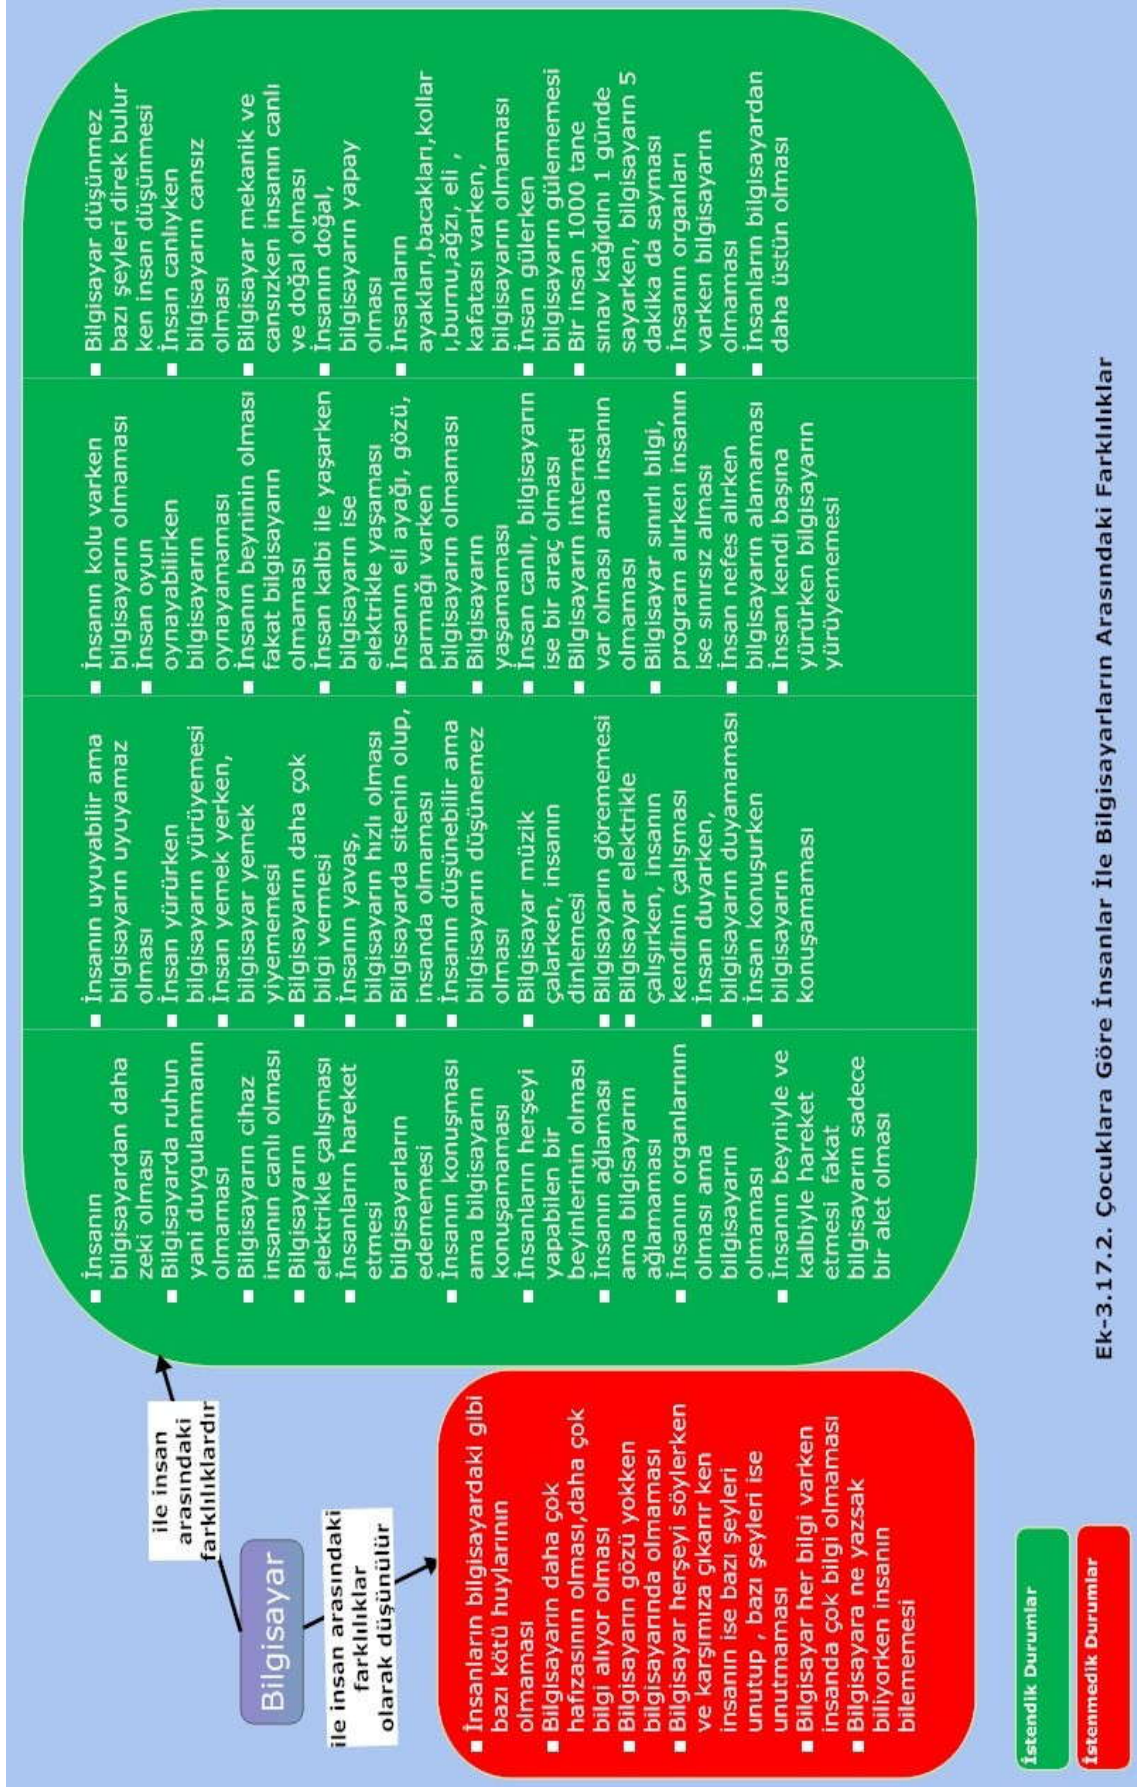 Bilgisayar
ile insan
arasındaki
farklılıklardır
ile insan arasındaki
farklılıklar
olarak düşünülür
İnsanın
bilgisayardan daha
zeki olması
Bilgisayarda ruhun
yani duygulanmanın
olmaması
Bilgisayarın cihaz
insanın canlı olması
Bilgisayarın
elektrikle çalışması
İnsanların hareket
etmesi
bilgisayarların
edememesi
İnsanın konuşması
ama bilgisayarın
konuşamaması
İnsanların herşeyi
yapabilen bir
beyinlerinin olması
İnsanın ağlaması
ama bilgisayarın
ağlamaması
İnsanın organlarının
olması ama
bilgisayarın
olmaması
İnsanın beyniyle ve
kalbiyle hareket
etmesi fakat
bilgisayarın sadece
bir alet olması
İnsanın uyuyabilir ama
bilgisayarın uyuyamaz
olması
İnsan yürürken
bilgisayarın yürüyemesi
İnsan yemek yerken,
bilgisayar yemek
yiyememesi
Bilgisayarın daha çok
bilgi vermesi
İnsanın yavaş,
bilgisayarın hızlı olması
Bilgisayarda sitenin olup,
insanda olmaması
İnsanın düşünebilir ama
bilgisayarın düşünemez
olması
Bilgisayar müzik
çalarken, insanın
dinlemesi
Bilgisayarın görememesi
Bilgisayar elektrikle
çalışırken, insanın
kendinin çalışması
İnsan duyarken,
bilgisayarın duyamaması
İnsan konuşurken
bilgisayarın
konuşamaması
İnsanın kolu varken
bilgisayarın olmaması
İnsan oyun
oynayabilirken
bilgisayarın
oynayamaması
İnsanın beyninin olması
fakat bilgisayarın
olmaması
İnsan kalbi ile yaşarken
bilgisayarın ise
elektrikle yaşaması
İnsanın eli ayağı, gözü,
parmağı varken
bilgisayarın olmaması
Bilgisayarın
yaşamaması
İnsan canlı, bilgisayarın
ise bir araç olması
Bilgisayarın interneti
var olması ama insanın
olmaması
Bilgisayar sınırlı bilgi,
program alırken insanın
ise sınırsız alması
İnsan nefes alırken
bilgisayarın alamaması
İnsan kendi başına
yürürken bilgisayarın
yürüyememesi
Bilgisayar düşünmez
bazı şeyleri direk bulur
ken insan düşünmesi
İnsan canlıyken
bilgisayarın cansız
olması
Bilgisayar mekanik ve
cansızken insanın canlı
ve doğal olması
İnsanın doğal,
bilgisayarın yapay
olması
İnsanların
ayakları,bacakları,kollar
ı,burnu,ağzı, eli ,
kafatası varken,
bilgisayarın olmaması
İnsan gülerken
bilgisayarın gülememesi
Bir insan 1000 tane
sınav kağıdını 1 günde
sayarken, bilgisayarın 5
dakika da sayması
İnsanın organları
varken bilgisayarın
olmaması
İnsanların bilgisayardan
daha üstün olması
İnsanların bilgisayardaki gibi
bazı kötü huylarının
olmaması
Bilgisayarın daha çok
hafızasının olması,daha çok
bilgi alıyor olması
Bilgisayarın gözü yokken
bilgisayarında olmaması
Bilgisayar herşeyi söylerken
ve karşımıza çıkarır ken
insanın ise bazı şeyleri
unutup , bazı şeyleri ise
unutmaması
Bilgisayar her bilgi varken
insanda çok bilgi olmaması
Bilgisayara ne yazsak
biliyorken insanın
bilememesi
İstendik Durumlar
İstenmedik Durumlar
Ek-3.17.2. Çocuklara Göre İnsanlar İle Bilgisayarların Arasındaki Farklılıklar